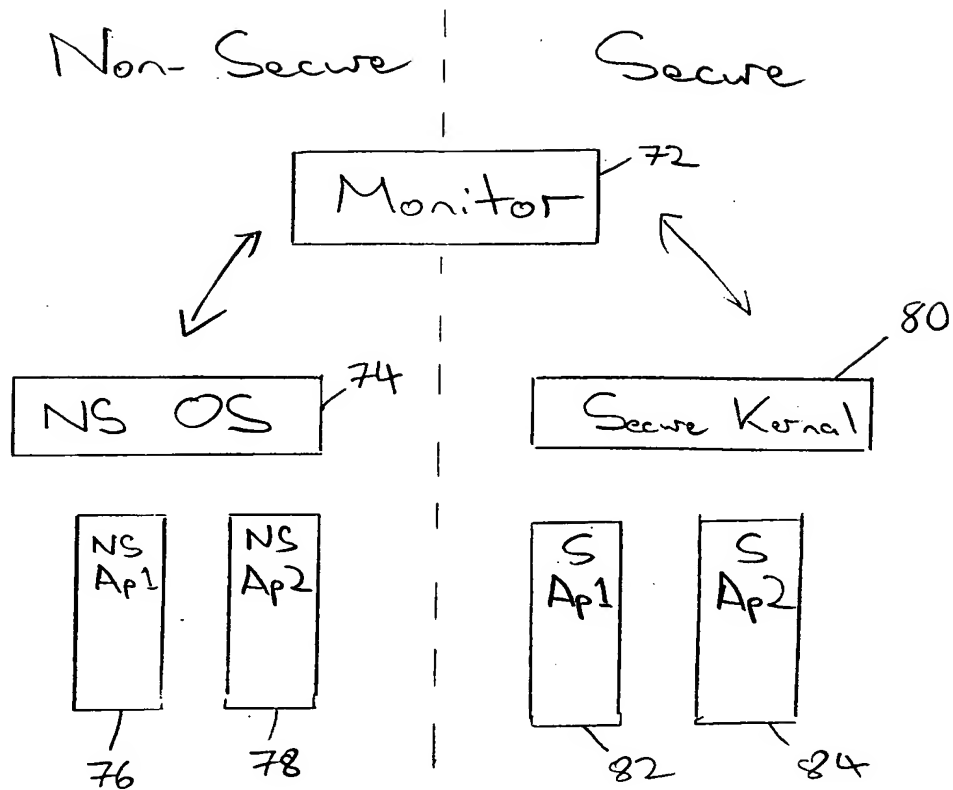 Non-Secure
Secure
Monitor
72
NS OS
74
Secure Kernal
80
NS
Ap1
NS
Ap2
S
Ap1
S
Ap2
76
78
82
84